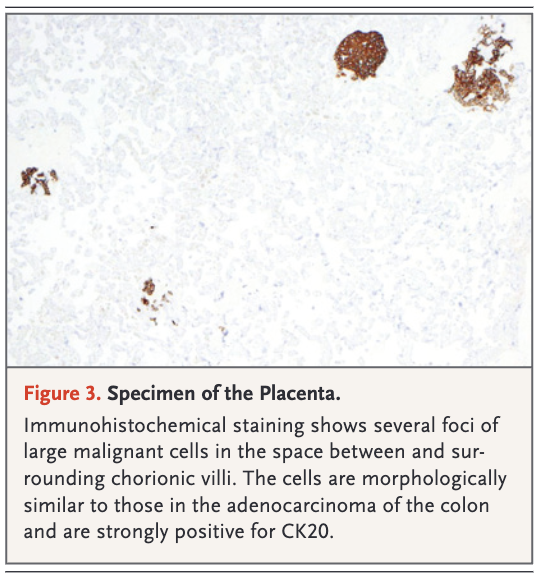 Figure 3. Specimen of the Placenta.
Immunohistochemical staining shows several foci of
large malignant cells in the space between and sur-
rounding chorionic villi. The cells are morphologically
similar to those in the adenocarcinoma of the colon
and are strongly positive for CK20.